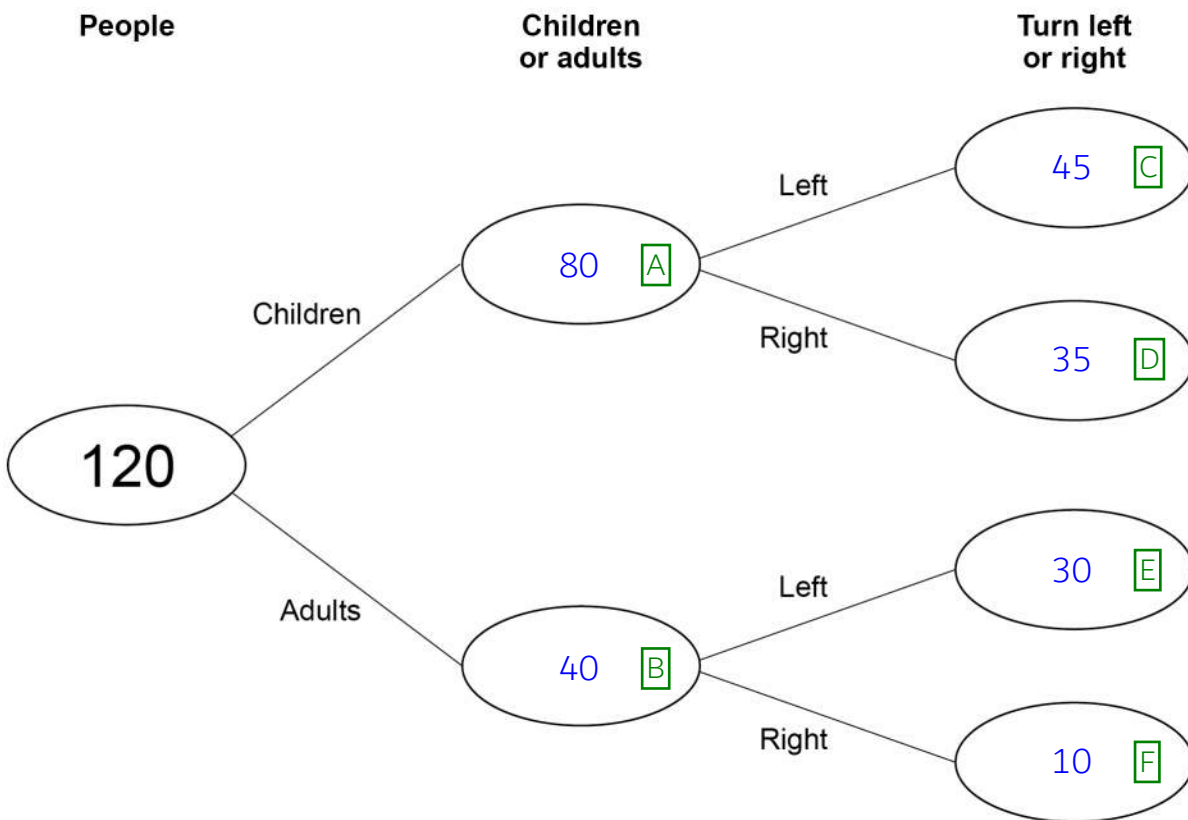 People
Children
or adults
Turn left
or right
Left
45 C
Children
80 A
Right
35 D
120
Adults
40 B
Left
30 E
Right
10 F